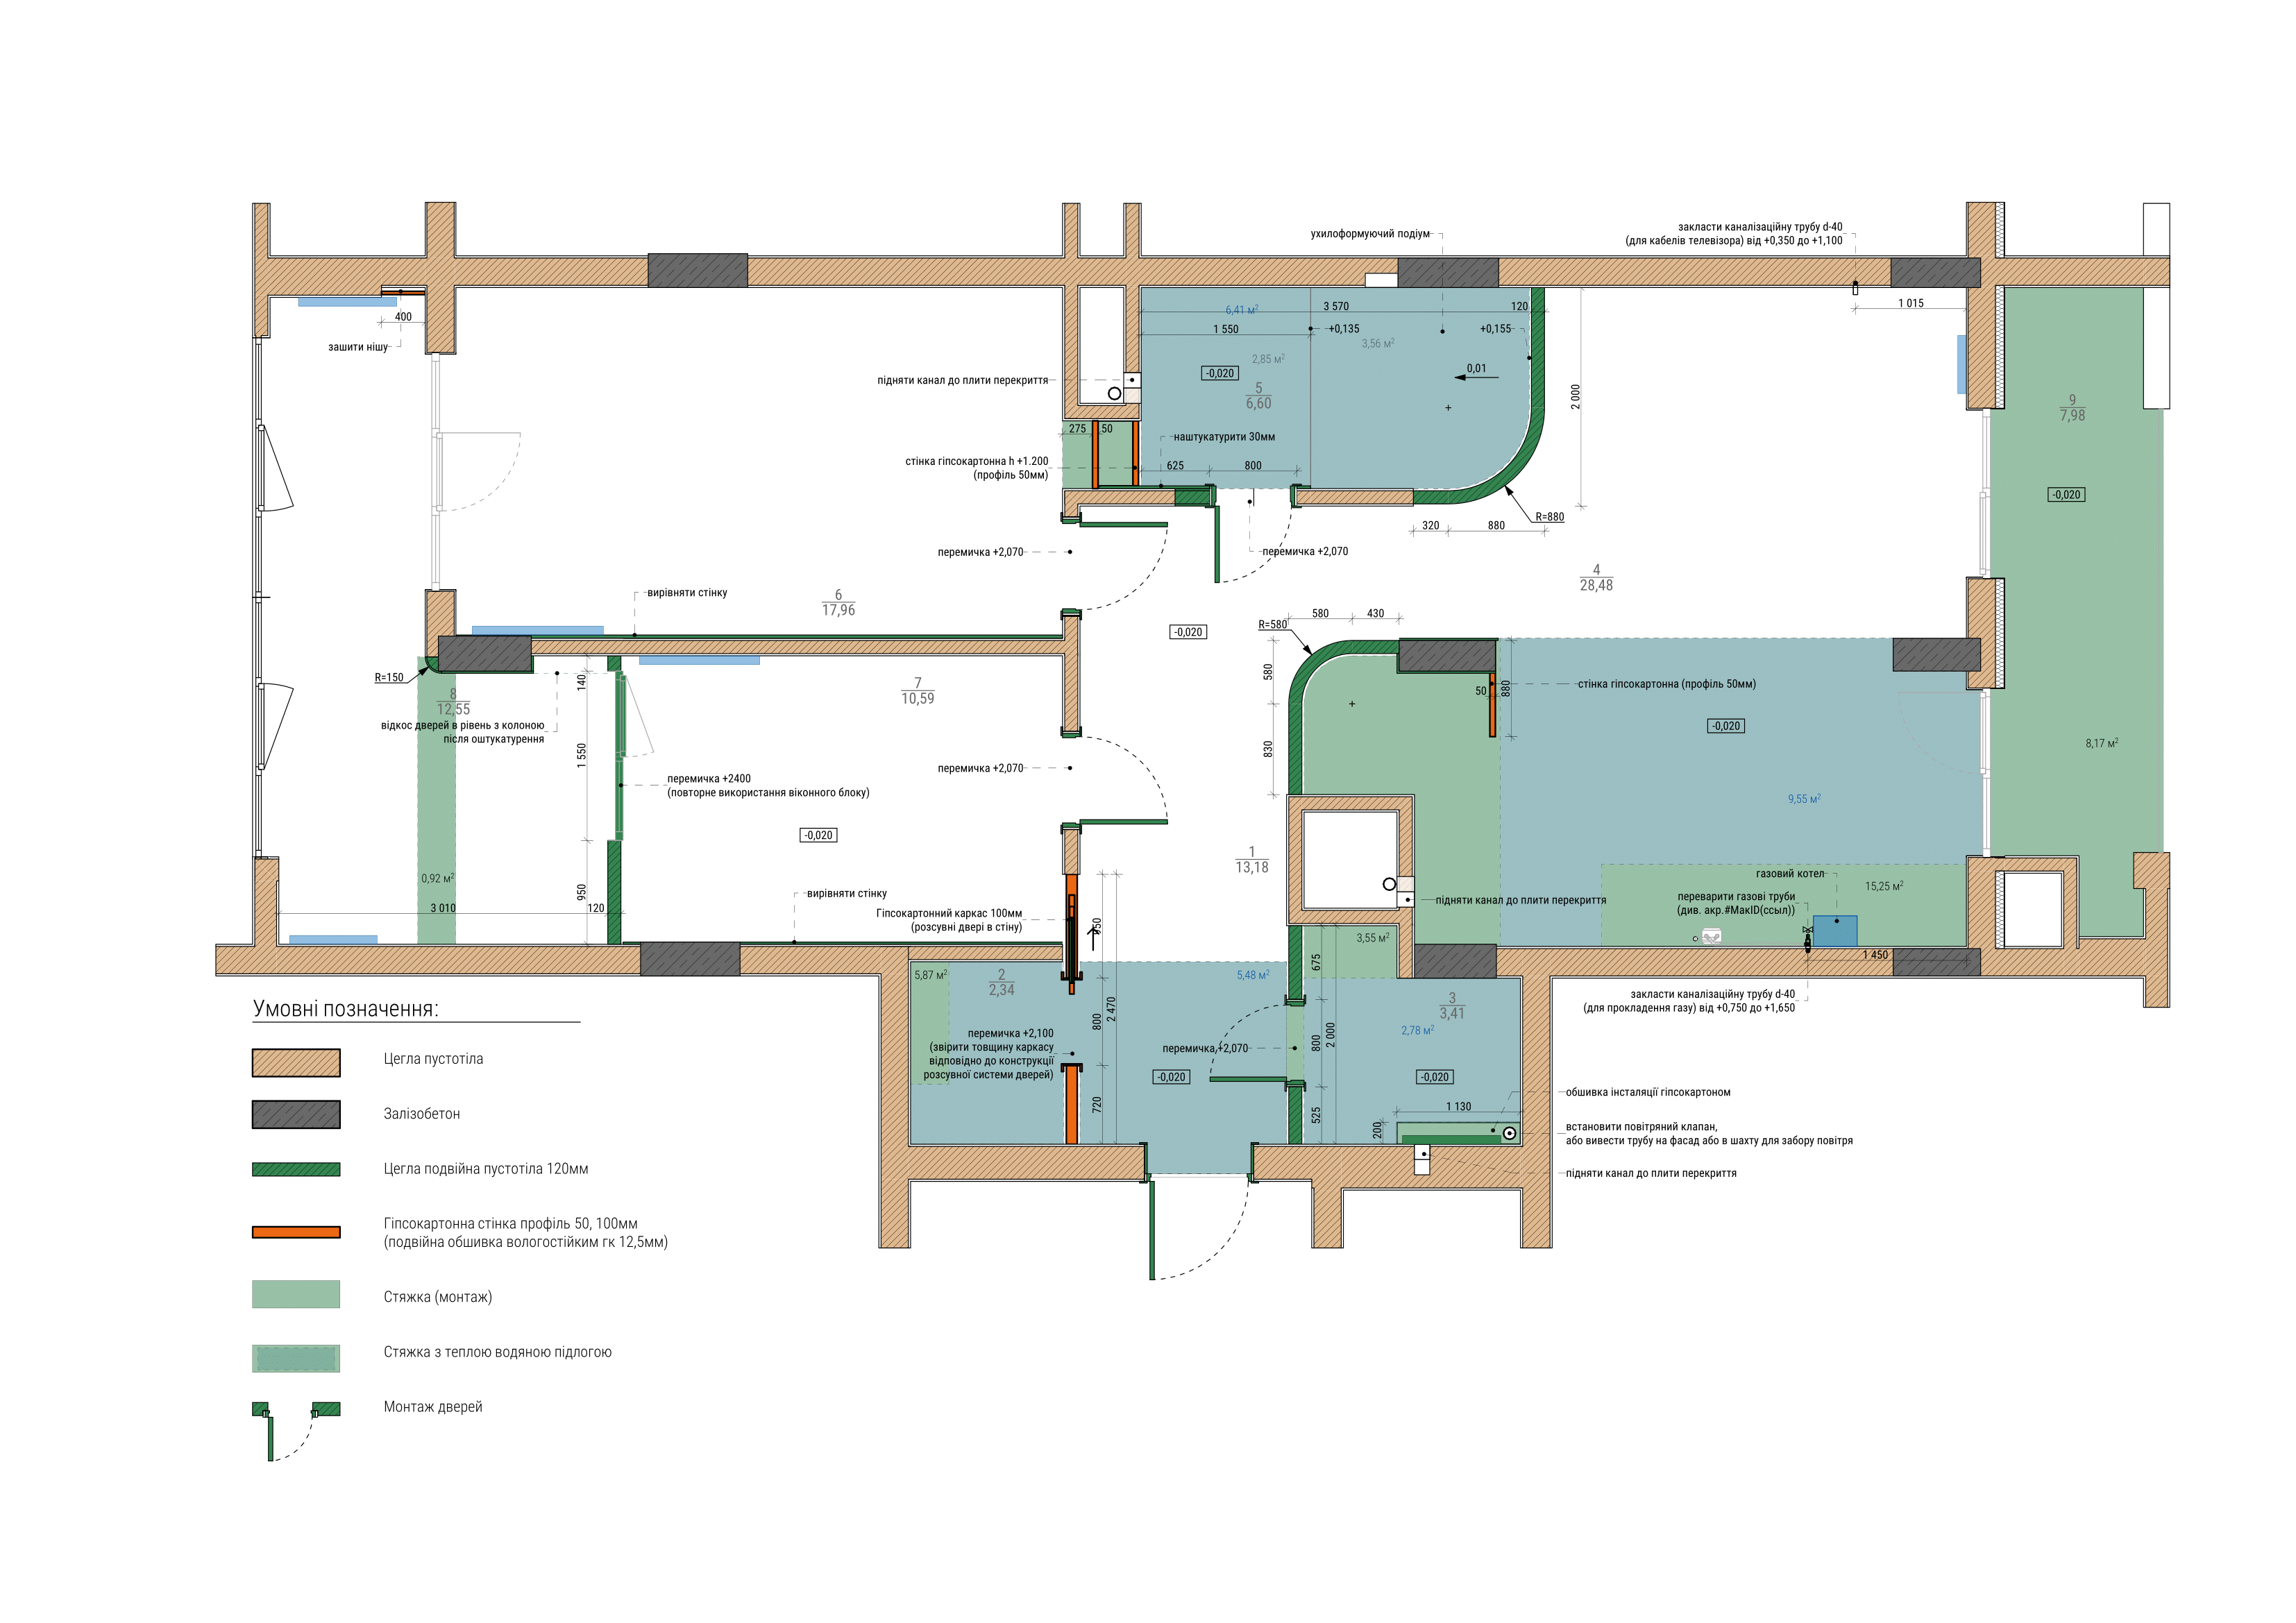 ухилоформуючий подіум
закласти каналізаційну трубу d-40
(для кабелів телевізора) від +0,350 до +1,100
400
зашити нішу
6,41 м²
3 570
120
1 015
1 550
+0,135
+0,155
3,56 м²
2,85 м²
-0,020
0,01
5
6,60
2 000
9
7,98
-0,020
підняти канал до плити перекриття
275
50
наштукатурити 30мм
стінка гіпсокартонна h +1.200
(профіль 50мм)
625
800
R=880
320
880
перемичка +2,070
перемичка +2,070
4
28,48
вирівняти стінку
6
17,96
580
430
R=580
-0,020
580
830
50
880
стінка гіпсокартонна (профіль 50мм)
-0,020
8,17 м²
9,55 м²
R=150
8
12,55
140
7
10,59
відкос дверей в рівень з колоною
після оштукатурення
1 550
перемичка +2400
(повторне використання віконного блоку)
перемичка +2,070
-0,020
1
13,18
0,92 м²
950
3 010
120
вирівняти стінку
Гіпсокартонний каркас 100мм
(розсувні двері в стіну)
950
підняти канал до плити перекриття
газовий котел
15,25 м²
переварити газові труби
(див. акр.#МакID(ссыл))
1 450
3,55 м²
675
5,87 м²
2
2,34
5,48 м²
800
2 470
3
3,41
2,78 м²
закласти каналізаційну трубу d-40
(для прокладення газу) від +0,750 до +1,650
перемичка +2,100
(звірити товщину каркасу
відповідно до конструкції
розсувної системи дверей)
перемичка +2,070
800
2 000
-0,020
-0,020
720
525
1 130
200
обшивка інсталяції гіпсокартоном
встановити повітряний клапан,
або вивести трубу на фасад або в шахту для забору повітря
підняти канал до плити перекриття
Умовні позначення:
Цегла пустотіла
Залізобетон
Цегла подвійна пустотіла 120мм
Гіпсокартонна стінка профіль 50, 100мм
(подвійна обшивка вологостійким гк 12,5мм)
Стяжка (монтаж)
Стяжка з теплою водяною підлогою
Монтаж дверей